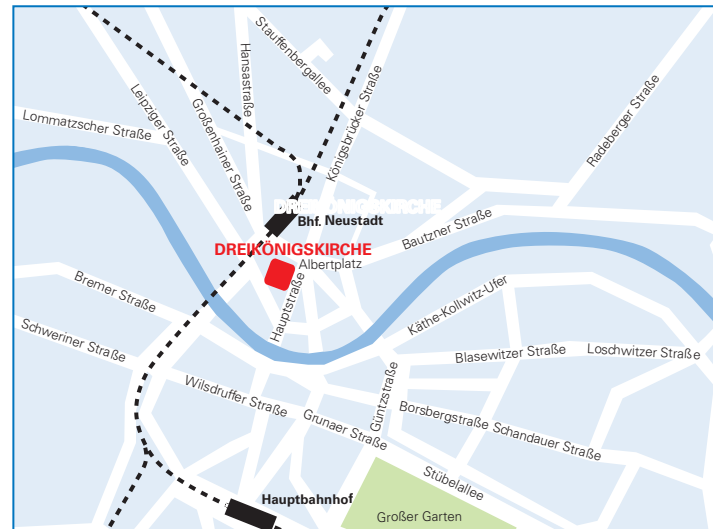 Stauffenbergallee
Hansastraße
Königsbrücker Straße
Leipziger Straße
Großenhainer Straße
Radeberger Straße
Lommatzscher Straße
DREIKÖNIGSKIRCHE
Bhf. Neustadt
Bautzner Straße
DREIKÖNIGSKIRCHE
Albertplatz
Bremer Straße
Hauptstraße
Käthe-Kollwitz-Ufer
Schweriner Straße
Blasewitzer Straße
Loschwitzer Straße
Wilsdruffer Straße
Güntzstraße
Grunaer Straße
Borsbergstraße
Schandauer Straße
Stübelallee
Hauptbahnhof
Großer Garten